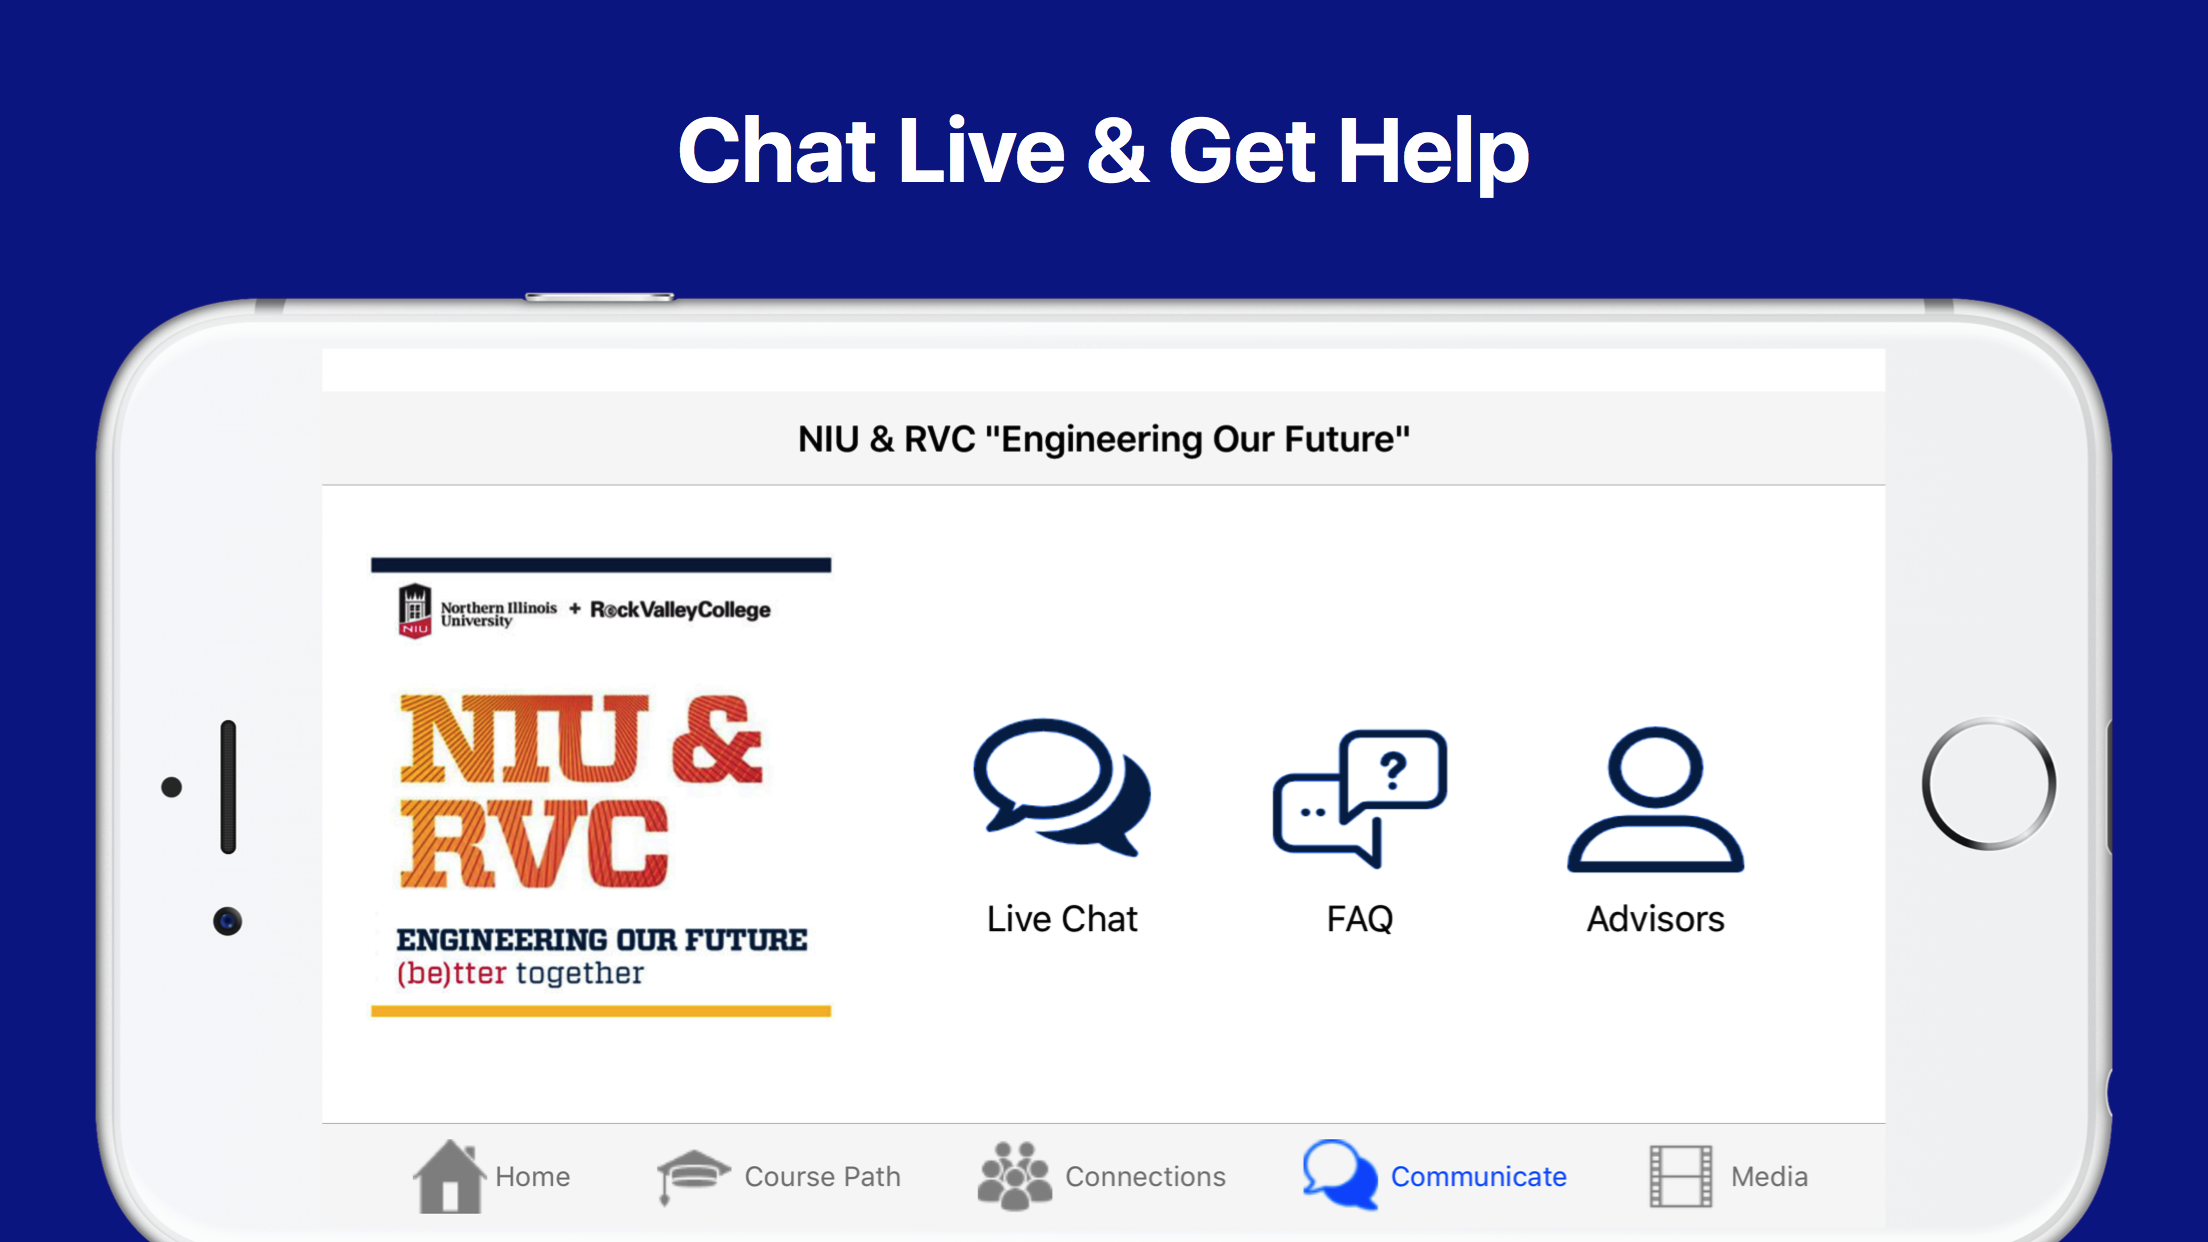 Chat Live & Get Help
NIU & RVC "Engineering Our Future"
NIU
Northern Illinois
University
+ RockValleyCollege
NIU &
RVC
ENGINEERING OUR FUTURE
(be)tter together
?
Live Chat
FAQ
Advisors
Home
Course Path
Connections
Communicate
Media